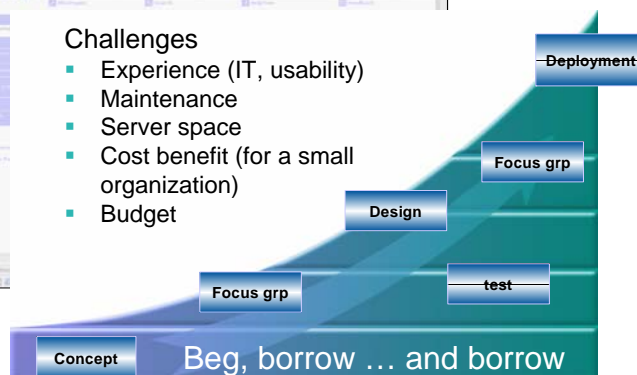 Challenges
▪ Experience (IT, usability)
▪ Maintenance
▪ Server space
▪ Cost benefit (for a small
organization)
▪ Budget
Deployment
Focus grp
Design
test
Focus grp
Concept
Beg, borrow … and borrow